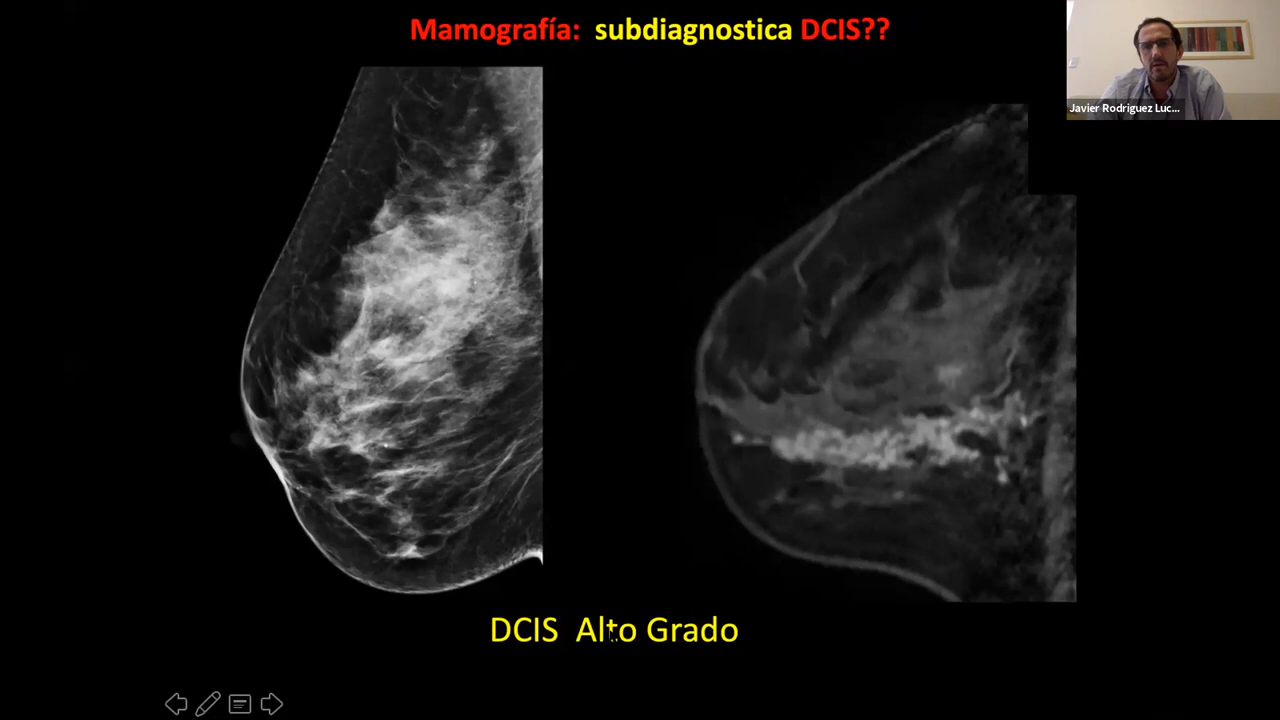 Mamografía: subdiagnostica DCIS??
Javier Rodríguez Luc...
DCIS Alto Grado